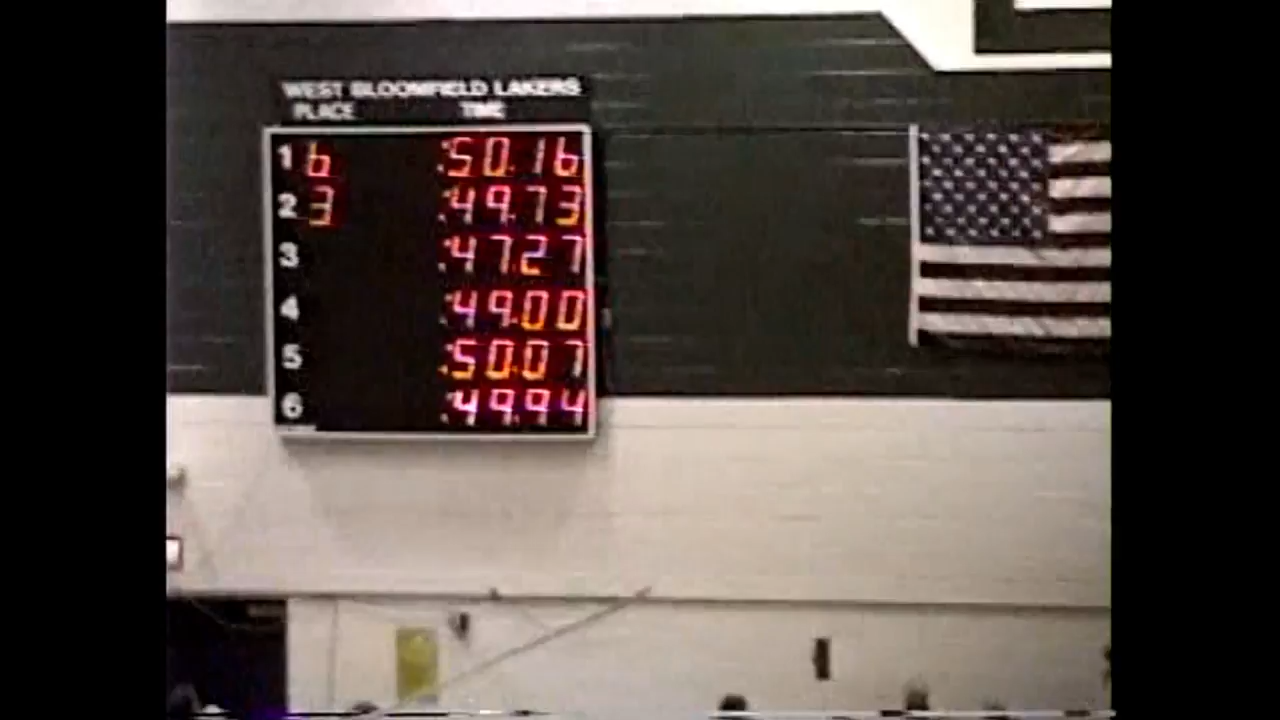 WEST BLOOMFIELD LAKERS
PLACE TIME
1 6 :50.16
2 3 :49.73
3 :47.27
4 :49.00
5 :50.07
6 :49.94